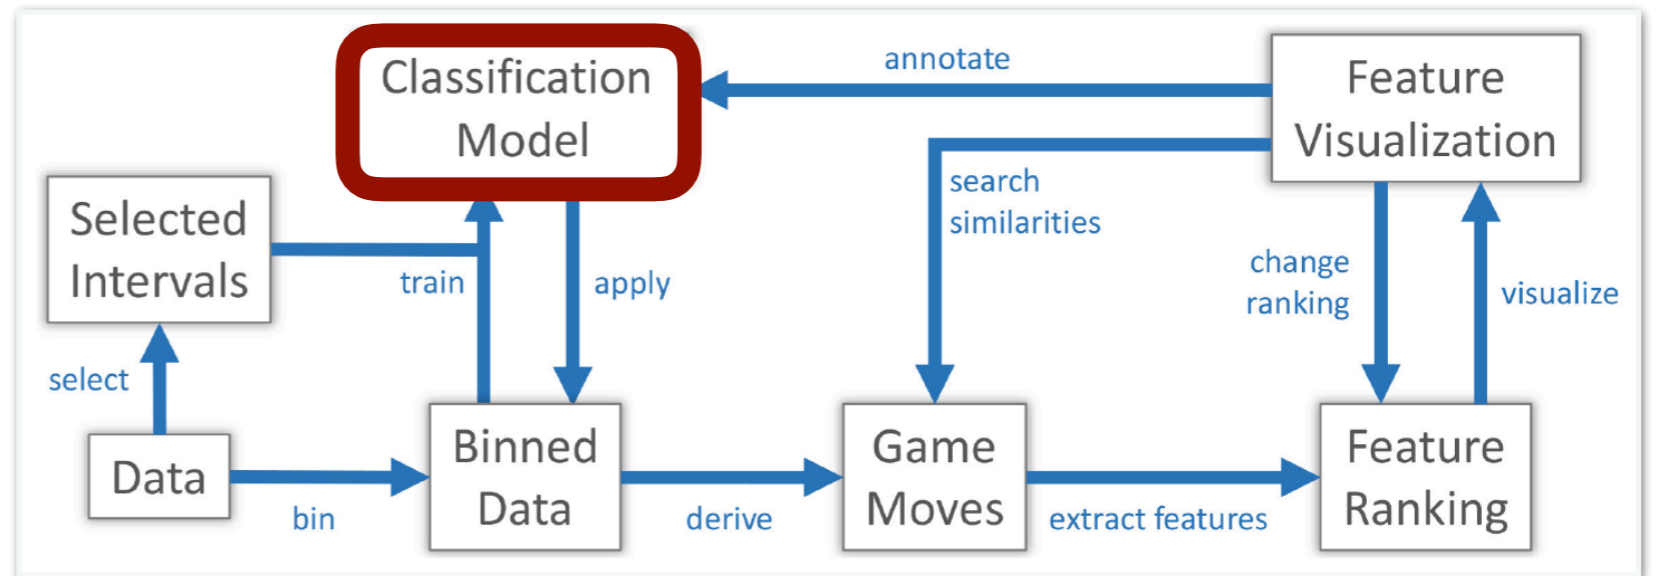 Classification
Model
annotate
Feature
Visualization
search
similarities
Selected
Intervals
train
apply
change
ranking
visualize
select
Data
bin
Binned
Data
derive
Game
Moves
extract features
Feature
Ranking